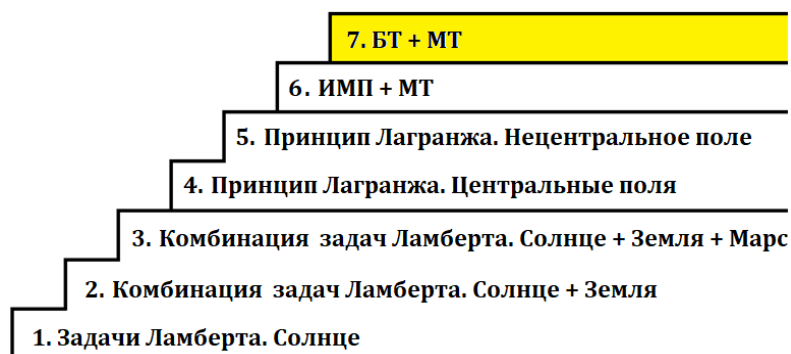 7. БТ + МТ
6. ИМП + МТ
5. Принцип Лагранжа. Нецентральное поле
4. Принцип Лагранжа. Центральные поля
3. Комбинация задач Ламберта. Солнце + Земля + Марс
2. Комбинация задач Ламберта. Солнце + Земля
1. Задачи Ламберта. Солнце